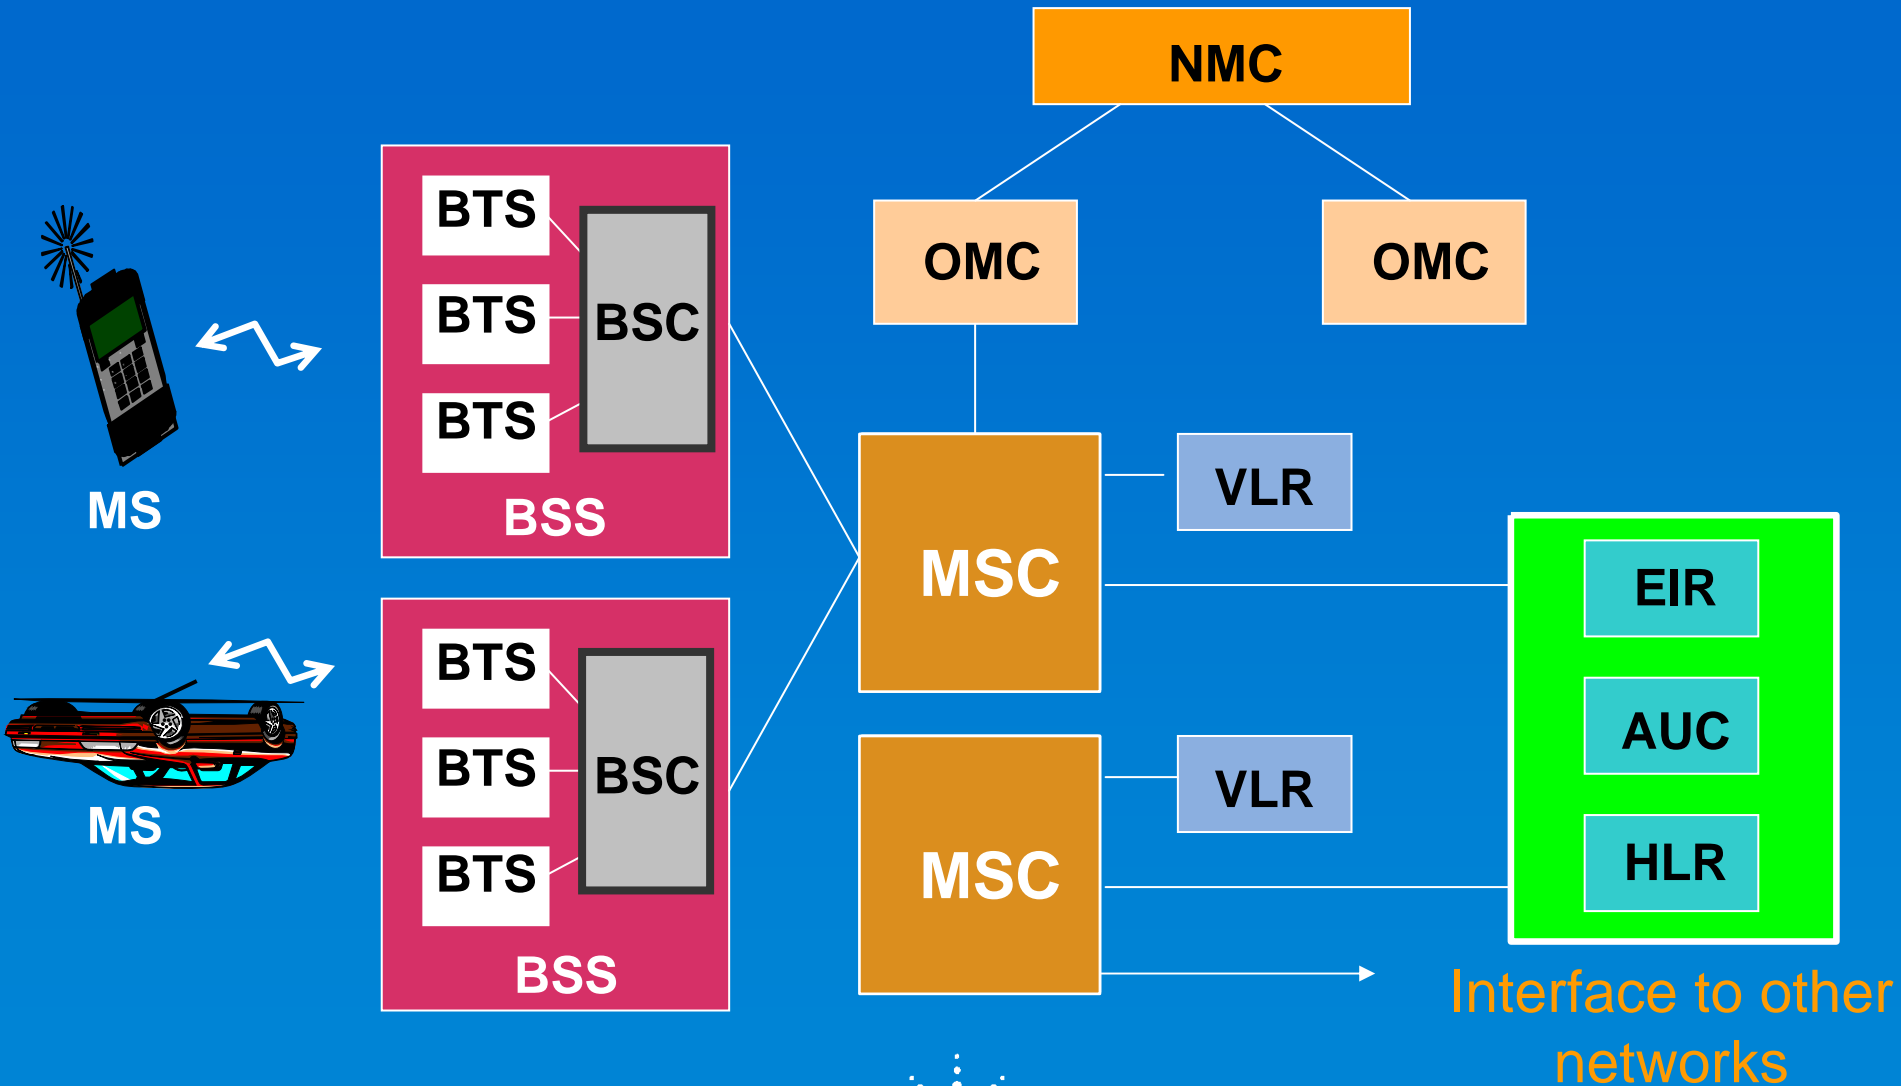 NMC
OMC
OMC
BTS
BTS
BTS
BSC
BSS
MS
MSC
VLR
EIR
AUC
HLR
BTS
BTS
BTS
BSC
BSS
MS
MSC
VLR
Interface to other
networks